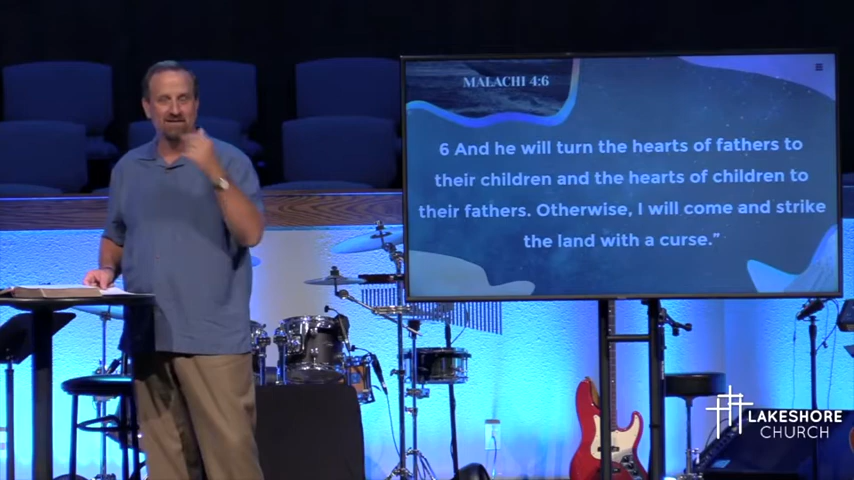 MALACHI 4:6
6 And he will turn the hearts of fathers to
their children and the hearts of children to
their fathers. Otherwise, I will come and strike
the land with a curse.”
LAKESHORE
CHURCH